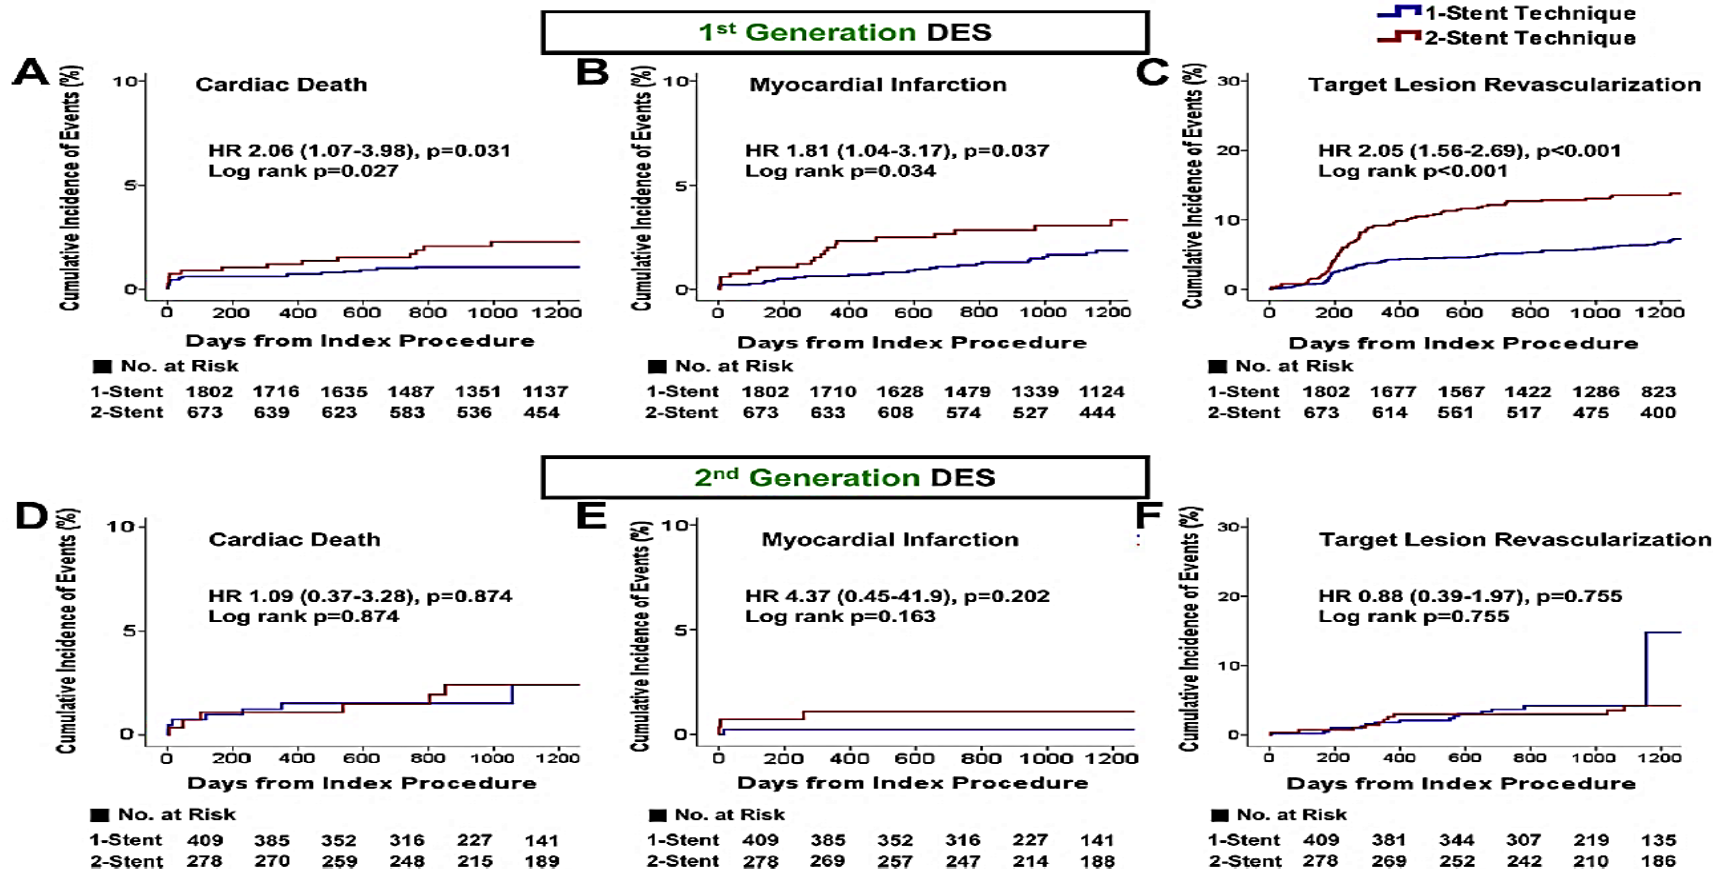 1st Generation DES
1-Stent Technique
2-Stent Technique
A
Cardiac Death
Cumulative Incidence of Events (%)
10
5
0
HR 2.06 (1.07-3.98), p=0.031
Log rank p=0.027
0 200 400 600 800 1000 1200
Days from Index Procedure
No. at Risk
1-Stent 1802 1716 1635 1487 1351 1137
2-Stent 673 639 623 583 536 454
B
Myocardial Infarction
Cumulative Incidence of Events (%)
10
5
0
HR 1.81 (1.04-3.17), p=0.037
Log rank p=0.034
0 200 400 600 800 1000 1200
Days from Index Procedure
No. at Risk
1-Stent 1802 1710 1628 1479 1339 1124
2-Stent 673 633 608 574 527 444
C
Target Lesion Revascularization
Cumulative Incidence of Events (%)
30
20
10
0
HR 2.05 (1.56-2.69), p<0.001
Log rank p<0.001
0 200 400 600 800 1000 1200
Days from Index Procedure
No. at Risk
1-Stent 1802 1677 1567 1422 1286 823
2-Stent 673 614 561 517 475 400
2nd Generation DES
D
Cardiac Death
Cumulative Incidence of Events (%)
10
5
0
HR 1.09 (0.37-3.28), p=0.874
Log rank p=0.874
0 200 400 600 800 1000 1200
Days from Index Procedure
No. at Risk
1-Stent 409 385 352 316 227 141
2-Stent 278 270 259 248 215 189
E
Myocardial Infarction
Cumulative Incidence of Events (%)
10
5
0
HR 4.37 (0.45-41.9), p=0.202
Log rank p=0.163
0 200 400 600 800 1000 1200
Days from Index Procedure
No. at Risk
1-Stent 409 385 352 316 227 141
2-Stent 278 269 257 247 214 188
F
Target Lesion Revascularization
Cumulative Incidence of Events (%)
30
20
10
0
HR 0.88 (0.39-1.97), p=0.755
Log rank p=0.755
0 200 400 600 800 1000 1200
Days from Index Procedure
No. at Risk
1-Stent 409 381 344 307 219 135
2-Stent 278 269 252 242 210 186